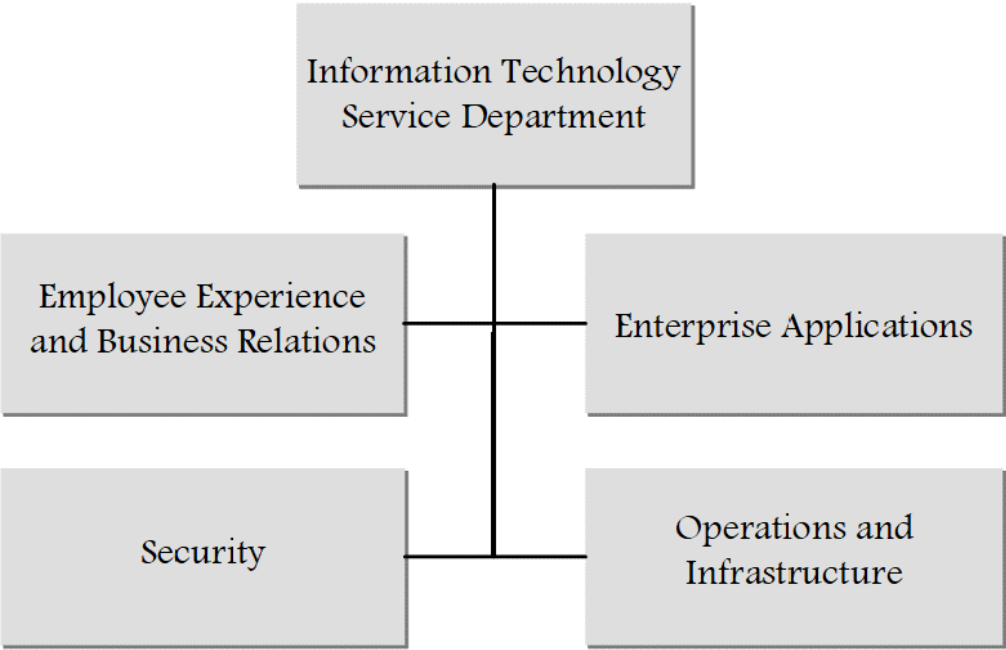 Information Technology
Service Department
Employee Experience
and Business Relations
Enterprise Applications
Security
Operations and
Infrastructure